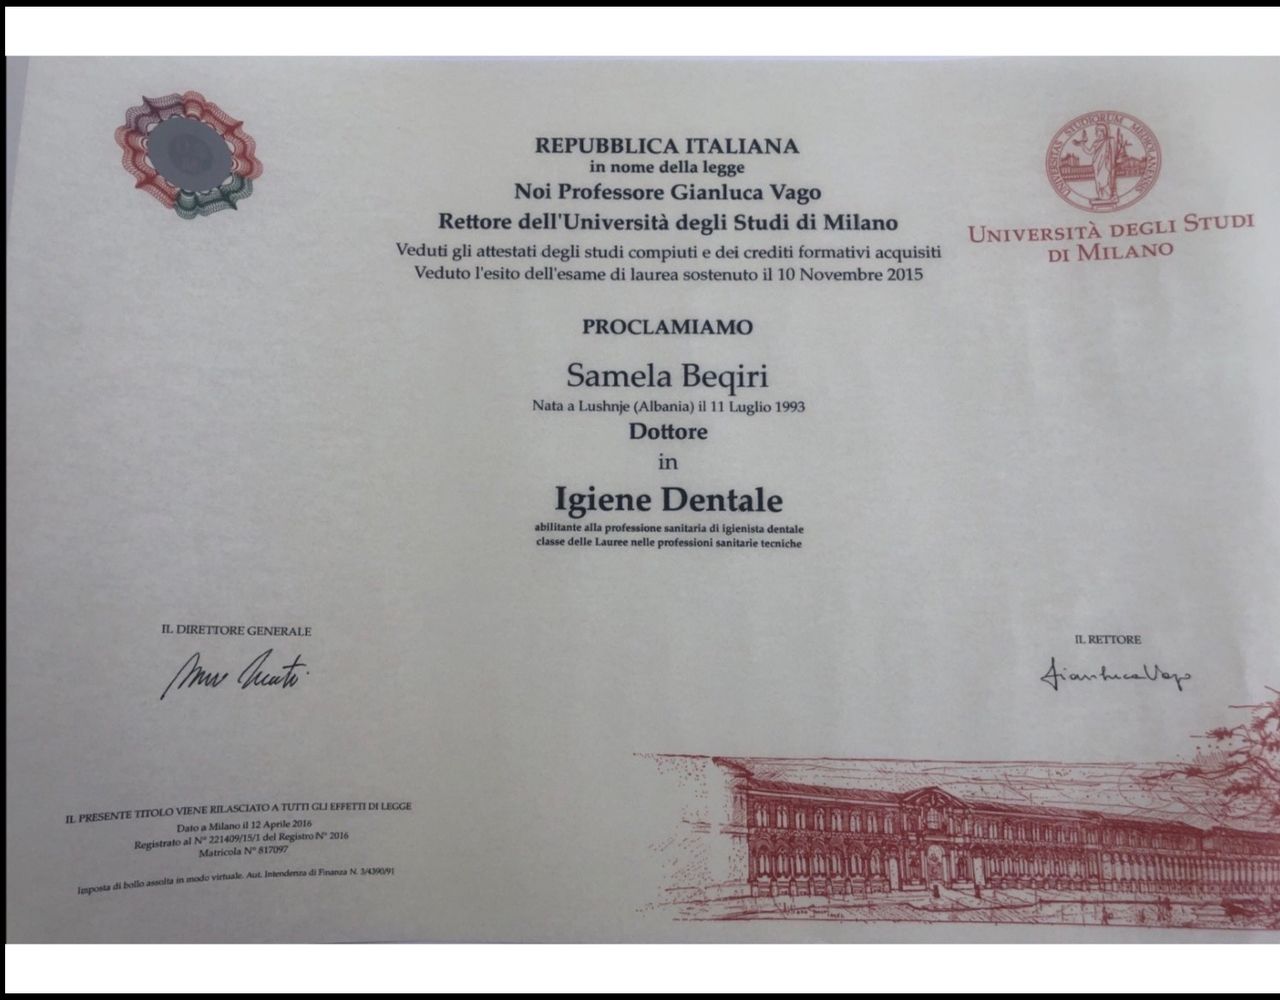 REPUBBLICA ITALIANA
in nome della legge
Noi Professore Gianluca Vago
Rettore dell'Università degli Studi di Milano
Veduti gli attestati degli studi compiuti e dei crediti formativi acquisiti
Veduto l'esito dell'esame di laurea sostenuto il 10 Novembre 2015
UNIVERSITAS STUDIORUM MEDIOLANENSIS
UNIVERSITÀ DEGLI STUDI
DI MILANO
PROCLAMIAMO
Samela Beqiri
Nata a Lushnje (Albania) il 11 Luglio 1993
Dottore
in
Igiene Dentale
abilitante alla professione sanitaria di igienista dentale
classe delle Lauree nelle professioni sanitarie tecniche
IL DIRETTORE GENERALE
IL RETTORE
Gianluca Vago
IL PRESENTE TITOLO VIENE RILASCIATO A TUTTI GLI EFFETTI DI LEGGE
Dato a Milano il 12 Aprile 2016
Registrato al N° 221409/15/1 del Registro N° 2016
Matricola N° 817097
Imposta di bollo assolta in modo virtuale. Aut. Intendenza di Finanza N. 3/4390/91